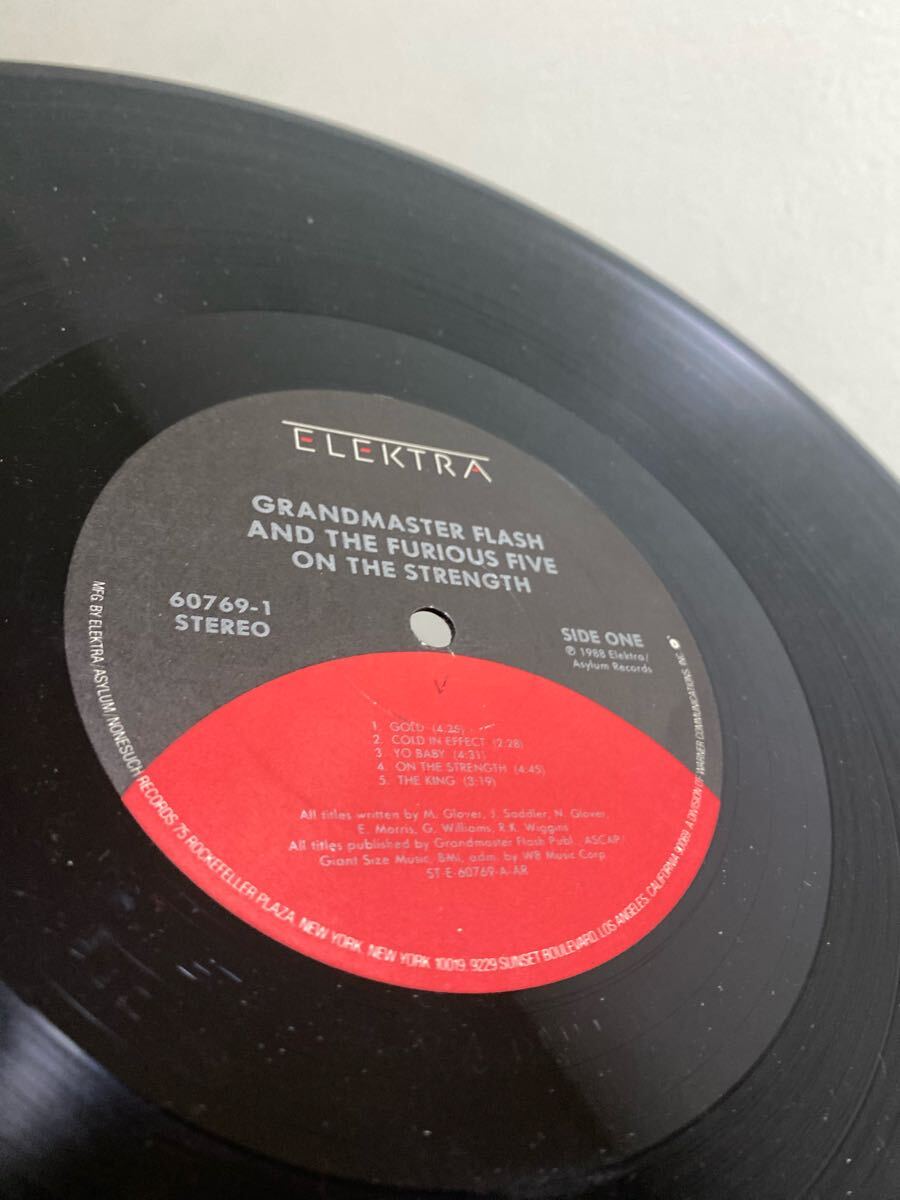 ELEKTRA
GRANDMASTER FLASH
AND THE FURIOUS FIVE
ON THE STRENGTH
60769-1
STEREO
SIDE ONE
℗ 1988 Elektra/
Asylum Records
1. GOLD (4:25)
2. COLD IN EFFECT (2:28)
3. YO BABY (4:31)
4. ON THE STRENGTH (4:45)
5. THE KING (3:19)
All titles written by M. Glover, J. Saddler, N. Glover,
E. Morris, G. Williams, R.K. Wiggins
All titles published by Grandmaster Flash Publ., ASCAP/
Giant Size Music, BMI, adm. by WB Music Corp.
ST-E-60769-A-AR
MFG. BY ELEKTRA/ASYLUM/NONESUCH RECORDS 75 ROCKEFELLER PLAZA, NEW YORK, NEW YORK 10019. 9229 SUNSET BOULEVARD, LOS ANGELES, CALIFORNIA 90069. A DIVISION OF WARNER COMMUNICATIONS, INC.